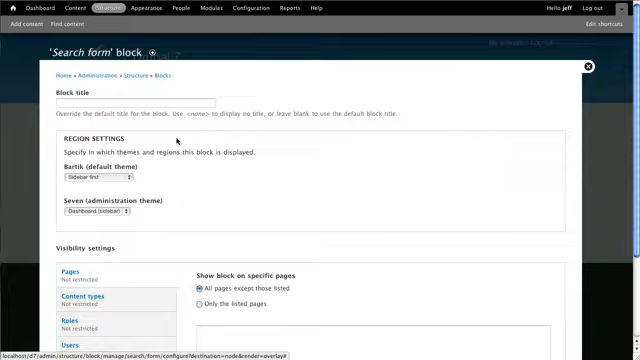 Dashboard Content Structure Appearance People Modules Configuration Reports Help Hello jeff Log out
Add content Find content Edit shortcuts
My account Log out
'Search form' block
Home » Administration » Structure » Blocks
Block title
Override the default title for the block. Use <none> to display no title, or leave blank to use the default block title.
REGION SETTINGS
Specify in which themes and regions this block is displayed.
Bartik (default theme)
Sidebar first
Seven (administration theme)
Dashboard (sidebar)
Visibility settings
Pages
Not restricted
Show block on specific pages
All pages except those listed
Content types
Not restricted
Only the listed pages
Roles
Not restricted
Users
localhost/d7/admin/structure/block/manage/search/form/configure?destination=node&render=overlay#